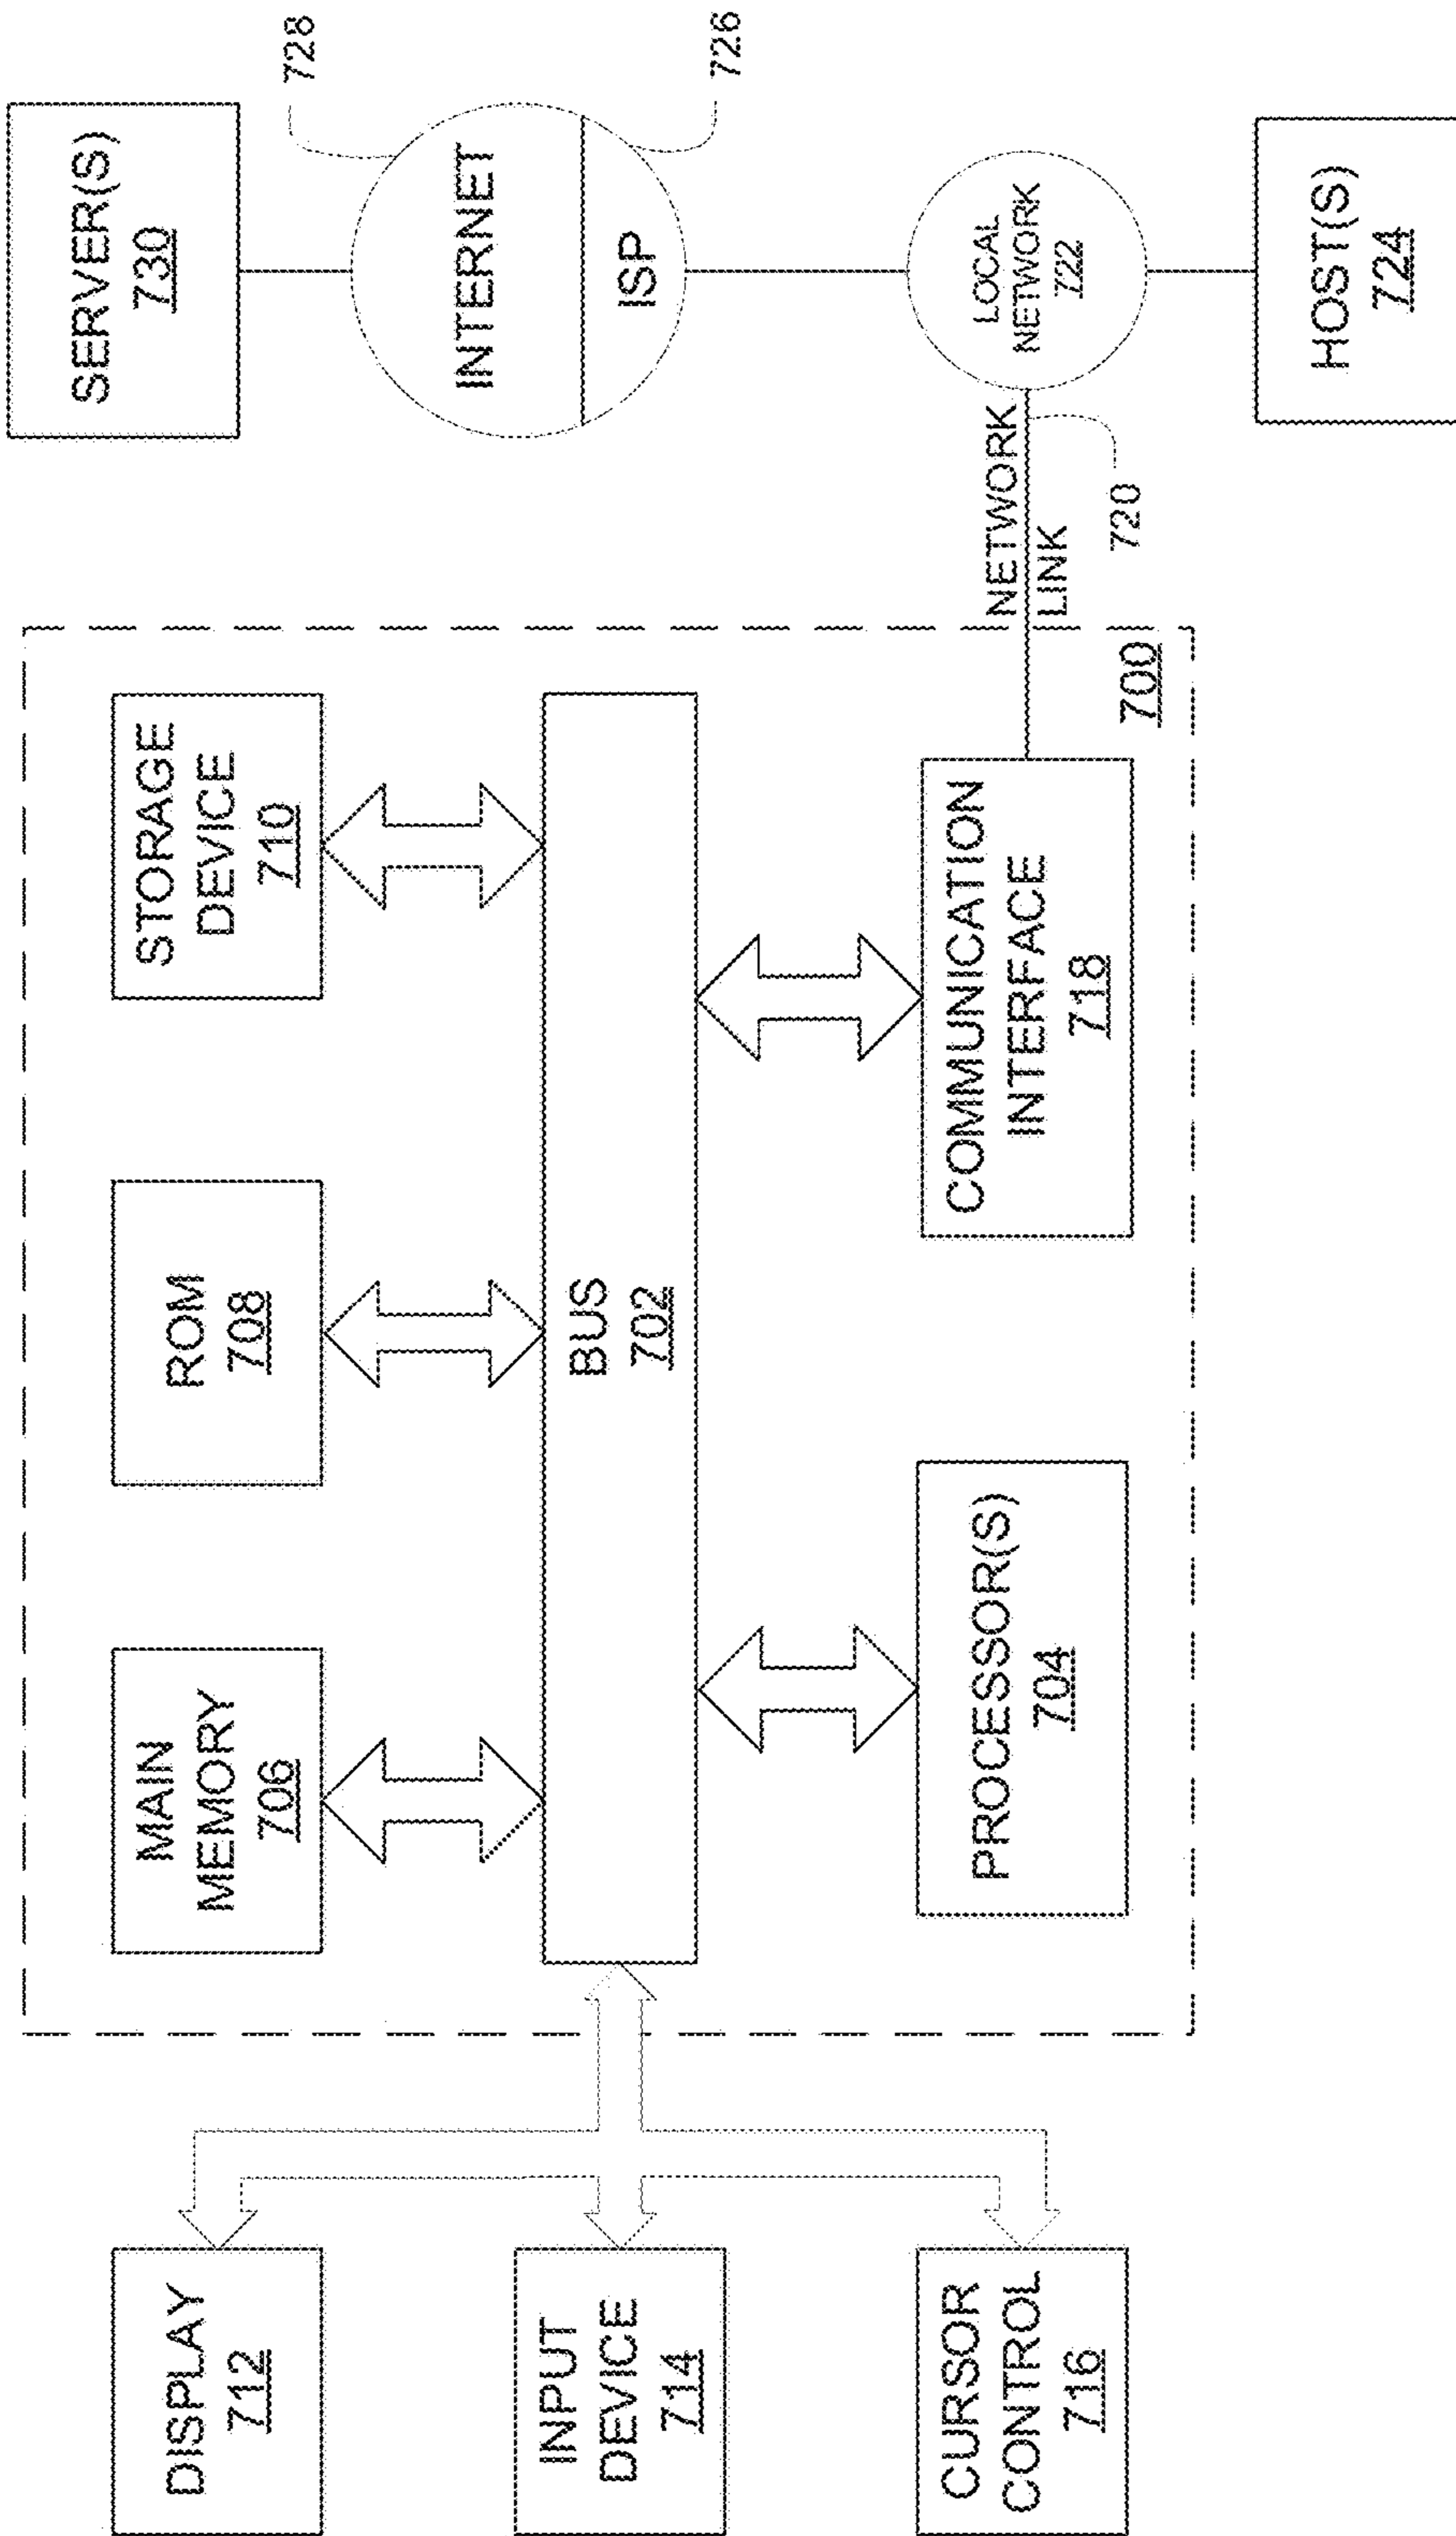 DISPLAY
712
INPUT
DEVICE
714
CURSOR
CONTROL
716
MAIN
MEMORY
706
ROM
708
STORAGE
DEVICE
710
BUS
702
PROCESSOR(S)
704
COMMUNICATION
INTERFACE
718
700
NETWORK
LINK
720
SERVER(S)
730
728
INTERNET
ISP
726
LOCAL
NETWORK
722
HOST(S)
724